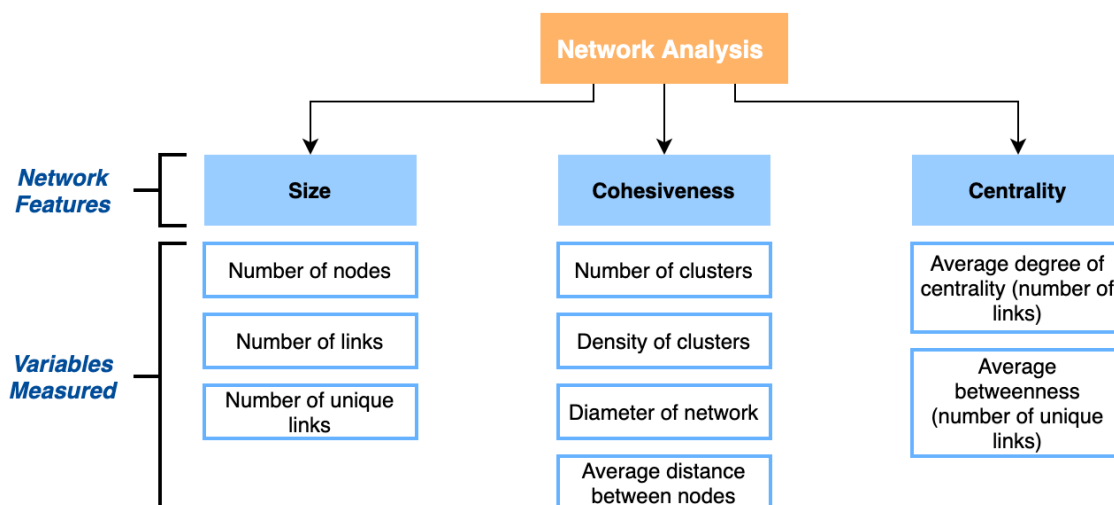 Network Analysis
Network
Features
Size
Cohesiveness
Centrality
Variables
Measured
Number of nodes
Number of links
Number of unique
links
Number of clusters
Density of clusters
Diameter of network
Average distance
between nodes
Average degree of
centrality (number of
links)
Average
betweenness
(number of unique
links)